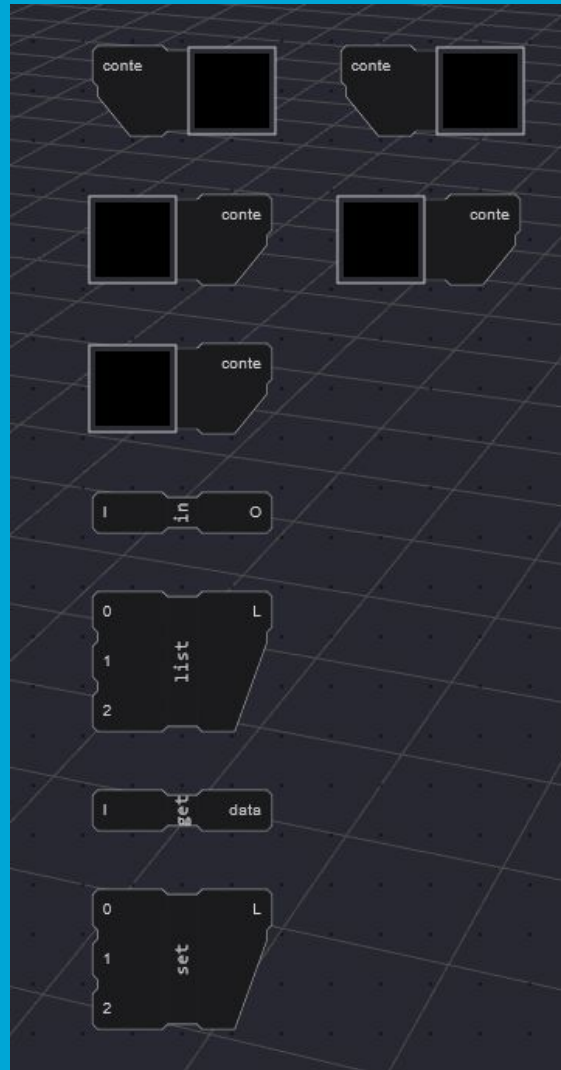 conte conte
conte conte
conte
I in O
0 L
1 list
2
I get data
0 L
1 set
2